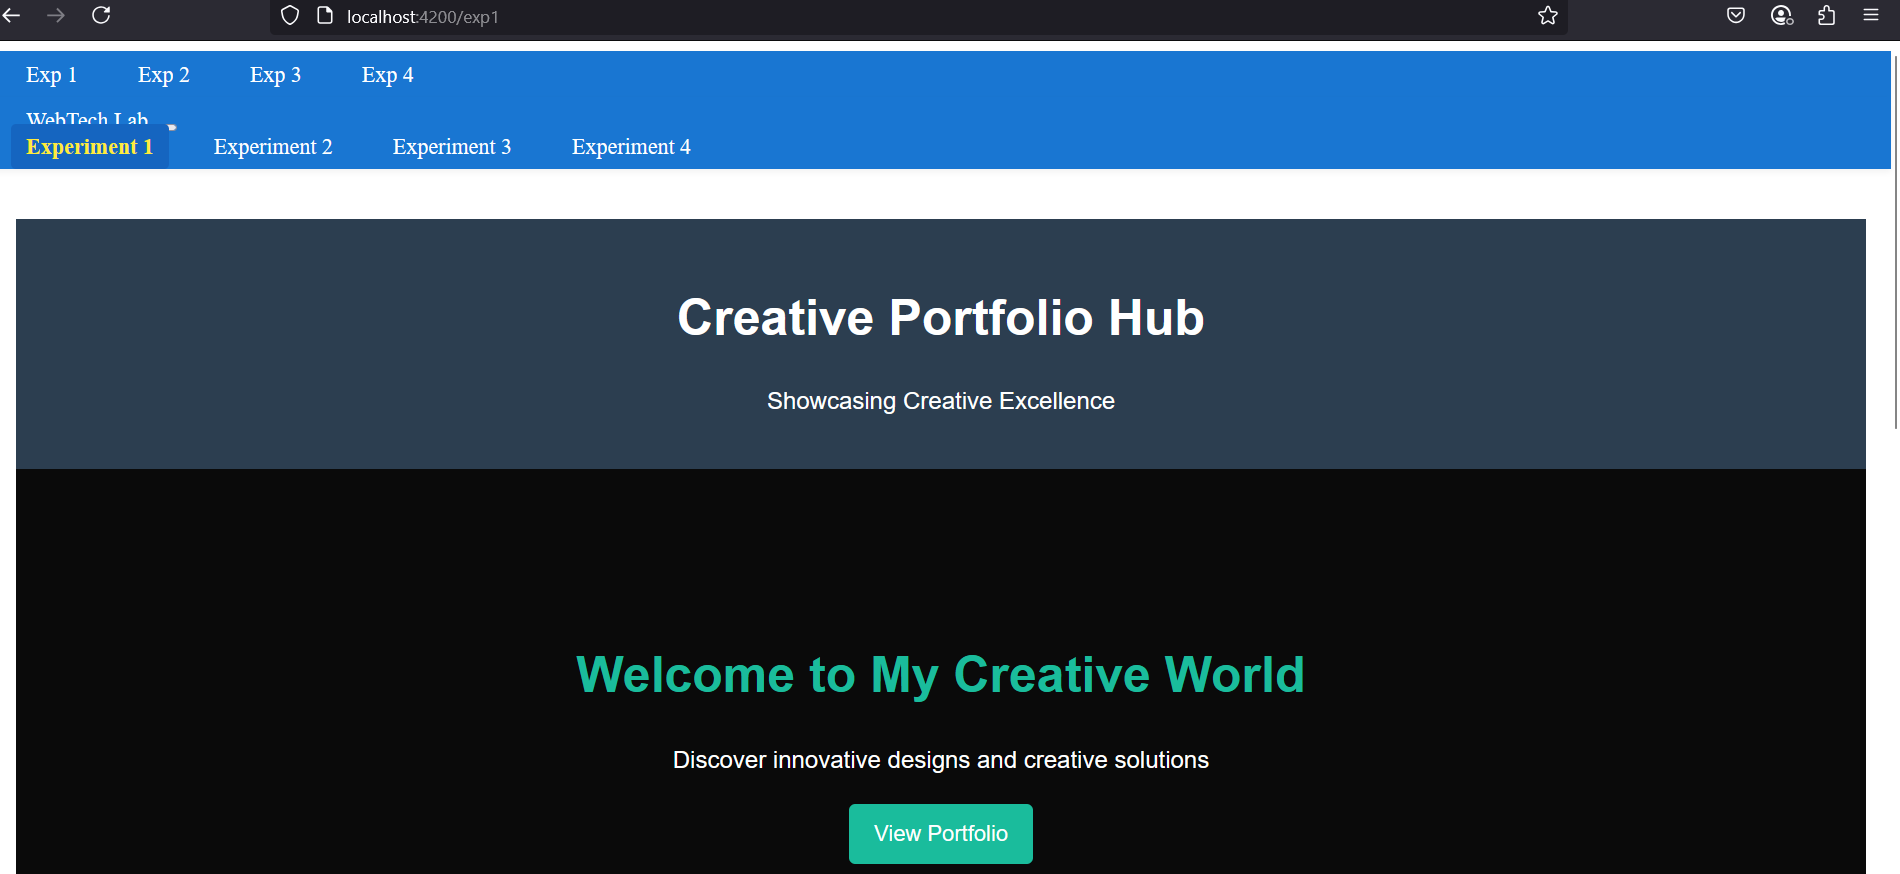 localhost:4200/exp1
Exp 1 Exp 2 Exp 3 Exp 4
WebTech Lab
Experiment 1 Experiment 2 Experiment 3 Experiment 4
Creative Portfolio Hub
Showcasing Creative Excellence
Welcome to My Creative World
Discover innovative designs and creative solutions
View Portfolio